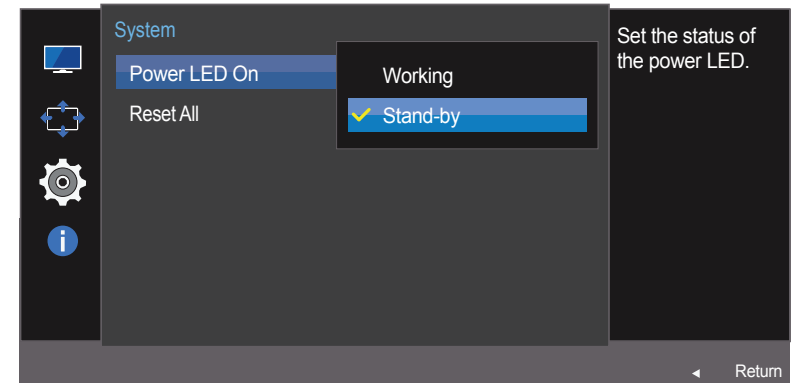 System
Power LED On
Reset All
Working
Stand-by
Set the status of
the power LED.
Return